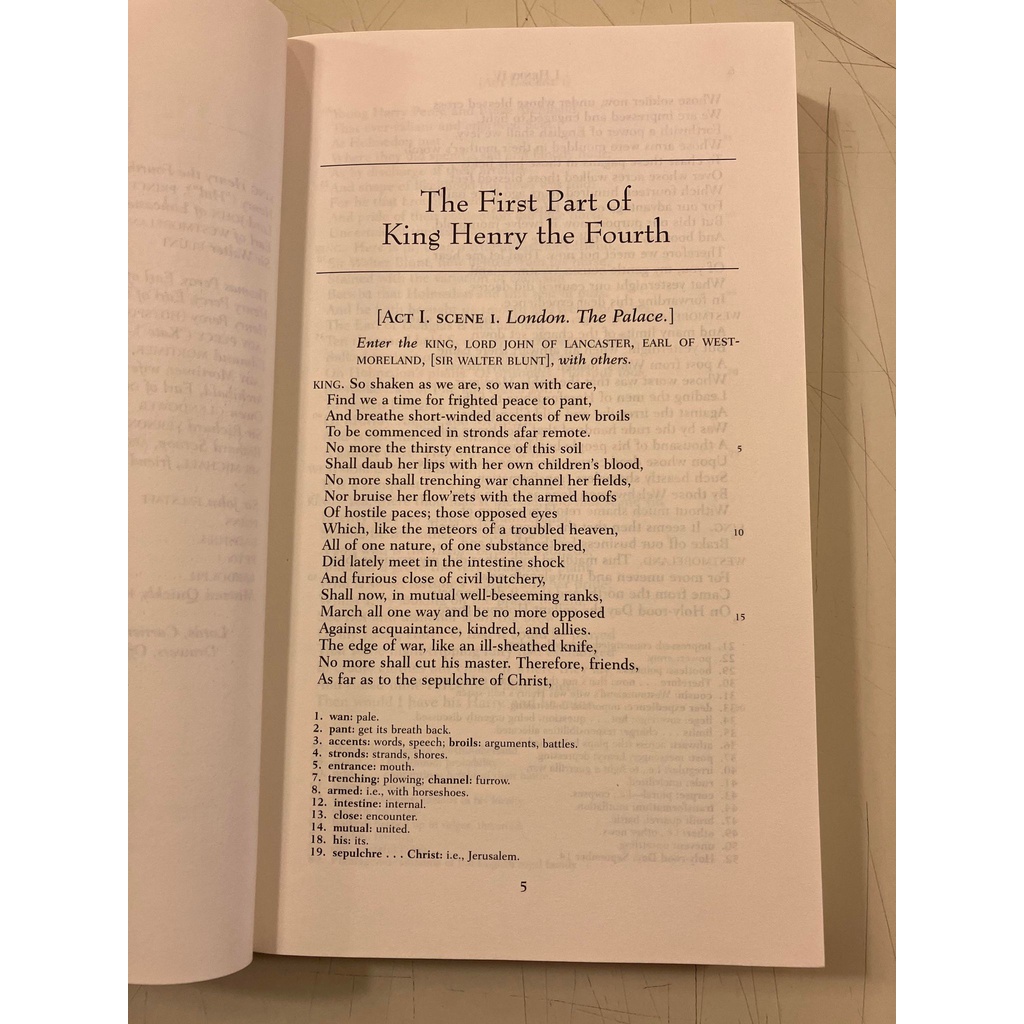 The First Part of
King Henry the Fourth
[ACT I. SCENE I. London. The Palace.]
Enter the KING, LORD JOHN OF LANCASTER, EARL OF WEST-
MORELAND, [SIR WALTER BLUNT], with others.
KING. So shaken as we are, so wan with care,
Find we a time for frighted peace to pant,
And breathe short-winded accents of new broils
To be commenced in stronds afar remote.
No more the thirsty entrance of this soil 5
Shall daub her lips with her own children's blood,
No more shall trenching war channel her fields,
Nor bruise her flow'rets with the armed hoofs
Of hostile paces; those opposed eyes
Which, like the meteors of a troubled heaven, 10
All of one nature, of one substance bred,
Did lately meet in the intestine shock
And furious close of civil butchery,
Shall now, in mutual well-beseeming ranks,
March all one way and be no more opposed 15
Against acquaintance, kindred, and allies.
The edge of war, like an ill-sheathed knife,
No more shall cut his master. Therefore, friends,
As far as to the sepulchre of Christ,
1. wan: pale.
2. pant: get its breath back.
3. accents: words, speech; broils: arguments, battles.
4. stronds: strands, shores.
5. entrance: mouth.
7. trenching: plowing; channel: furrow.
8. armed: i.e., with horseshoes.
12. intestine: internal.
13. close: encounter.
14. mutual: united.
18. his: its.
19. sepulchre . . . Christ: i.e., Jerusalem.
5